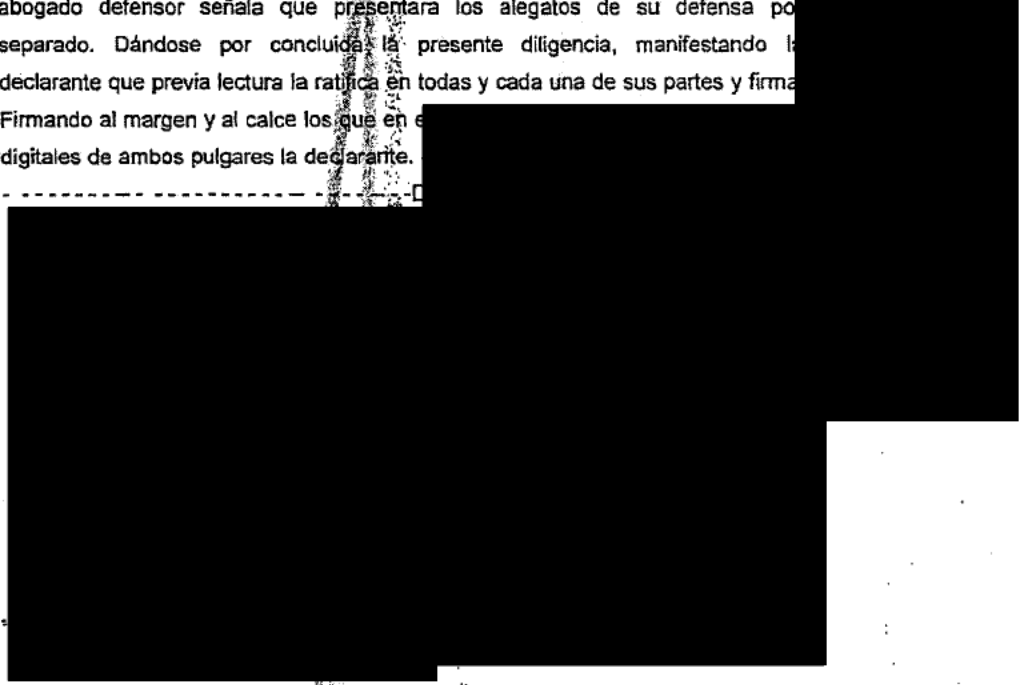 abogado defensor señala que presentara los alegatos de su defensa po
separado. Dándose por concluida la presente diligencia, manifestando l
declarante que previa lectura la ratifica en todas y cada una de sus partes y firma
Firmando al margen y al calce los que en e
digitales de ambos pulgares la declarante.
- - - - - - - - - - - - - - - - - - - - - - - - - - - - - - D